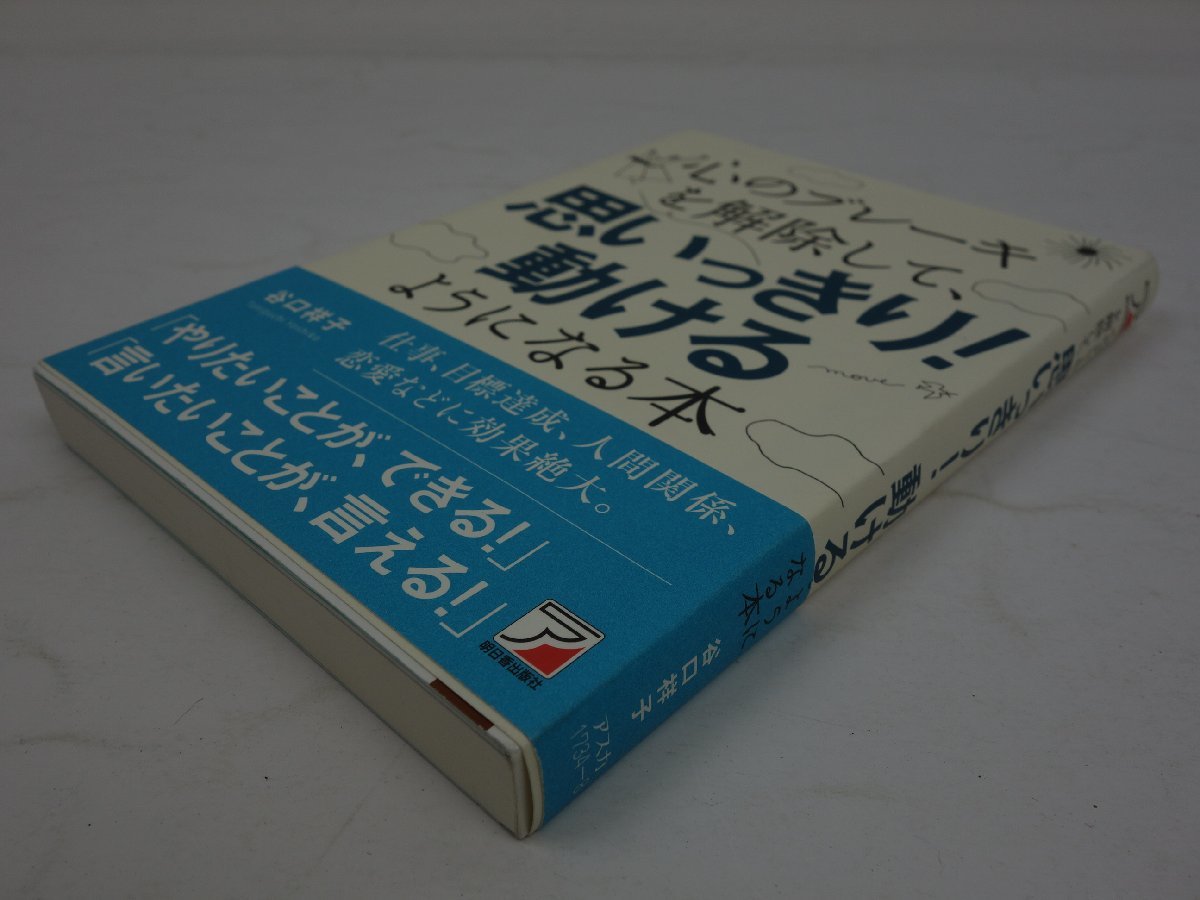 心のブレーキ
を解除して、
思いっきり！
動ける
ようになる本
move
谷口祥子
仕事、目標達成、人間関係、
恋愛などに効果絶大。
「やりたいことが、できる！」
「言いたいことが、言える！」
明日香出版社
思いっきり！動ける
ように
なる本
谷口祥子
アスカ